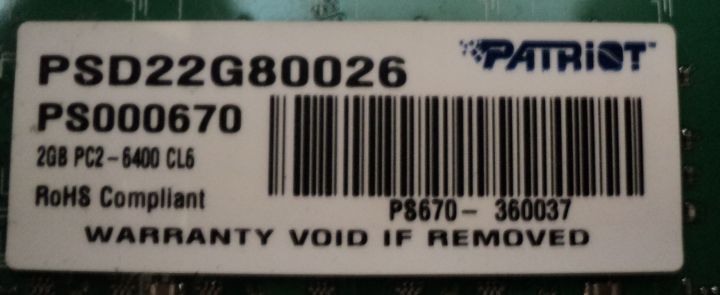 PSD22G80026
PATRIOT
PS000670
2GB PC2-6400 CL6
RoHS Compliant
PS670- 360037
WARRANTY VOID IF REMOVED